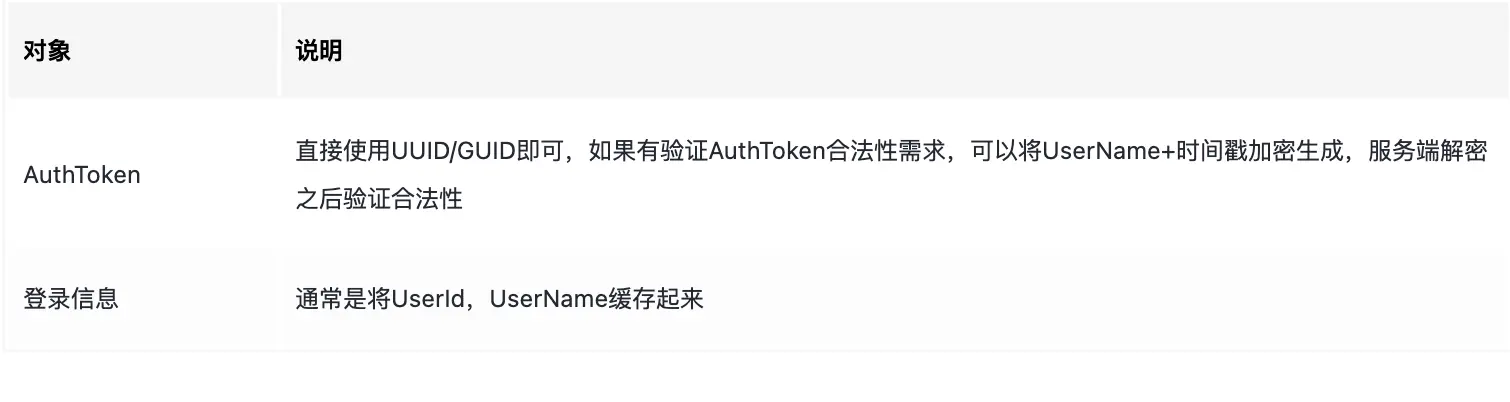 对象 说明
直接使用UUID/GUID即可，如果有验证AuthToken合法性需求，可以将UserName+时间戳加密生成，服务端解密
AuthToken
之后验证合法性
登录信息 通常是将UserId，UserName缓存起来